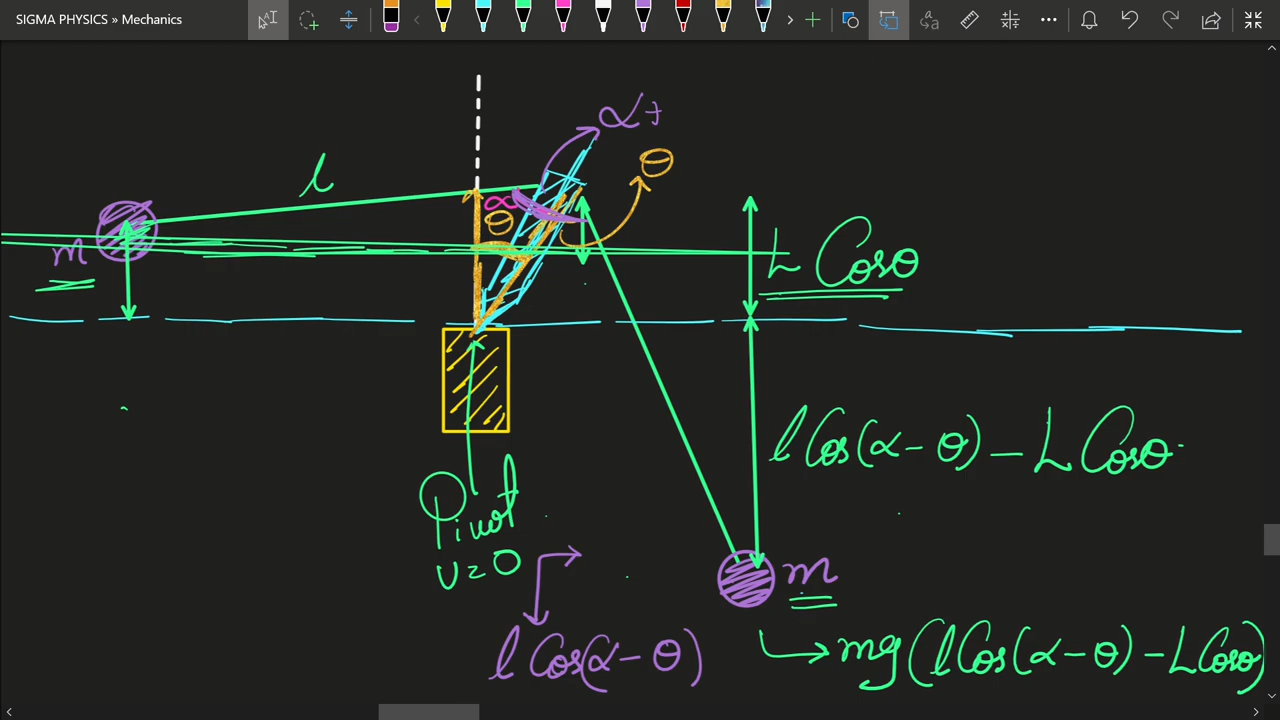 SIGMA PHYSICS » Mechanics
α+
θ
l
α
θ
m
L Cosθ
l Cos(α-θ) - L Cosθ
Pivot
U=0
m
l Cos(α-θ)
mg(l Cos(α-θ) - L Cosθ)